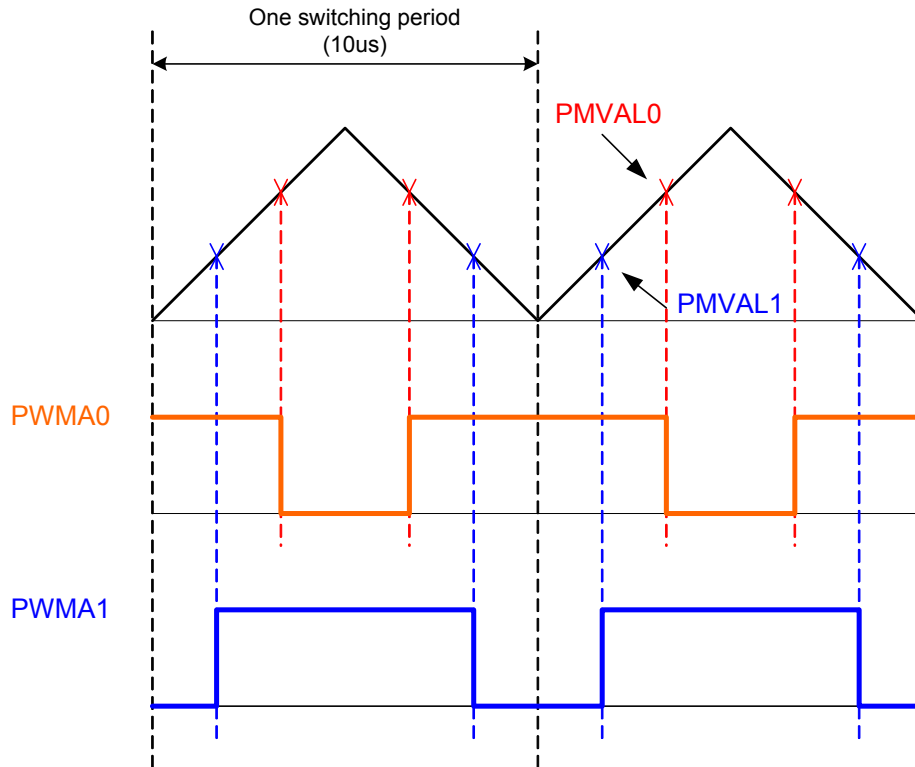 One switching period
(10us)
PMVAL0
PMVAL1
PWMA0
PWMA1